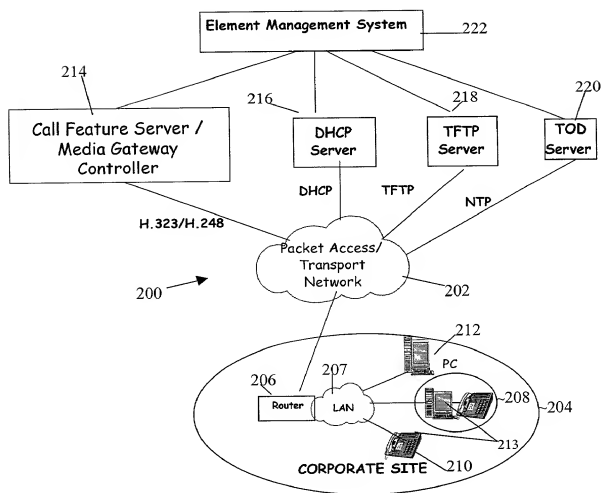 Element Management System
222
214
216
218
220
Call Feature Server /
Media Gateway
Controller
DHCP
Server
TFTP
Server
TOD
Server
DHCP
TFTP
NTP
H.323/H.248
Packet Access/
Transport
Network
200
202
212
PC
206
207
Router
LAN
208
204
213
210
CORPORATE SITE